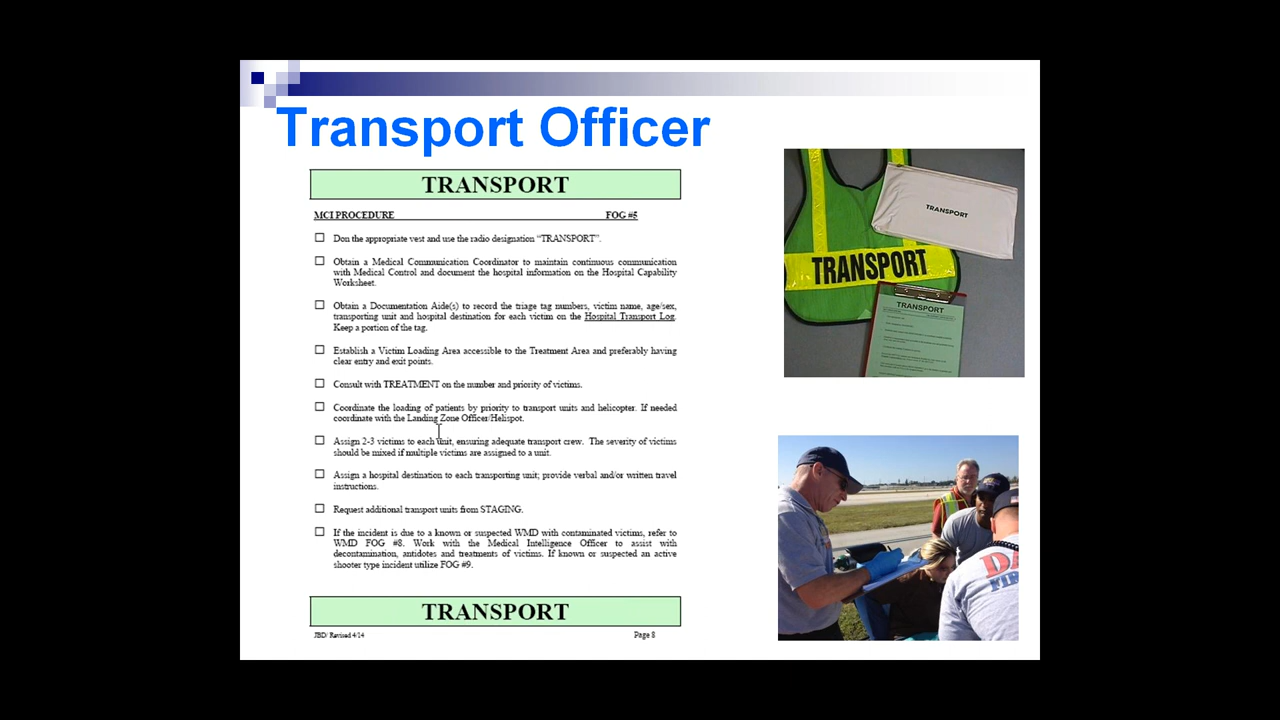 Transport Officer
TRANSPORT
MCI PROCEDURE FOG #5
Don the appropriate vest and use the radio designation “TRANSPORT”.
Obtain a Medical Communication Coordinator to maintain continuous communication
with Medical Control and document the hospital information on the Hospital Capability
Worksheet.
Obtain a Documentation Aide(s) to record the triage tag numbers, victim name, age/sex,
transporting unit and hospital destination for each victim on the Hospital Transport Log.
Keep a portion of the tag.
Establish a Victim Loading Area accessible to the Treatment Area and preferably having
clear entry and exit points.
Consult with TREATMENT on the number and priority of victims.
Coordinate the loading of patients by priority to transport units and helicopter. If needed
coordinate with the Landing Zone Officer/Helispot.
Assign 2-3 victims to each unit, ensuring adequate transport crew. The severity of victims
should be mixed if multiple victims are assigned to a unit.
Assign a hospital destination to each transporting unit; provide verbal and/or written travel
instructions.
Request additional transport units from STAGING.
If the incident is due to a known or suspected WMD with contaminated victims, refer to
WMD FOG #8. Work with the Medical Intelligence Officer to assist with
decontamination, antidotes and treatments of victims. If known or suspected an active
shooter type incident utilize FOG #9.
TRANSPORT
JBD/ Revised 4/14 Page 8
TRANSPORT
TRANSPORT
TRANSPORT